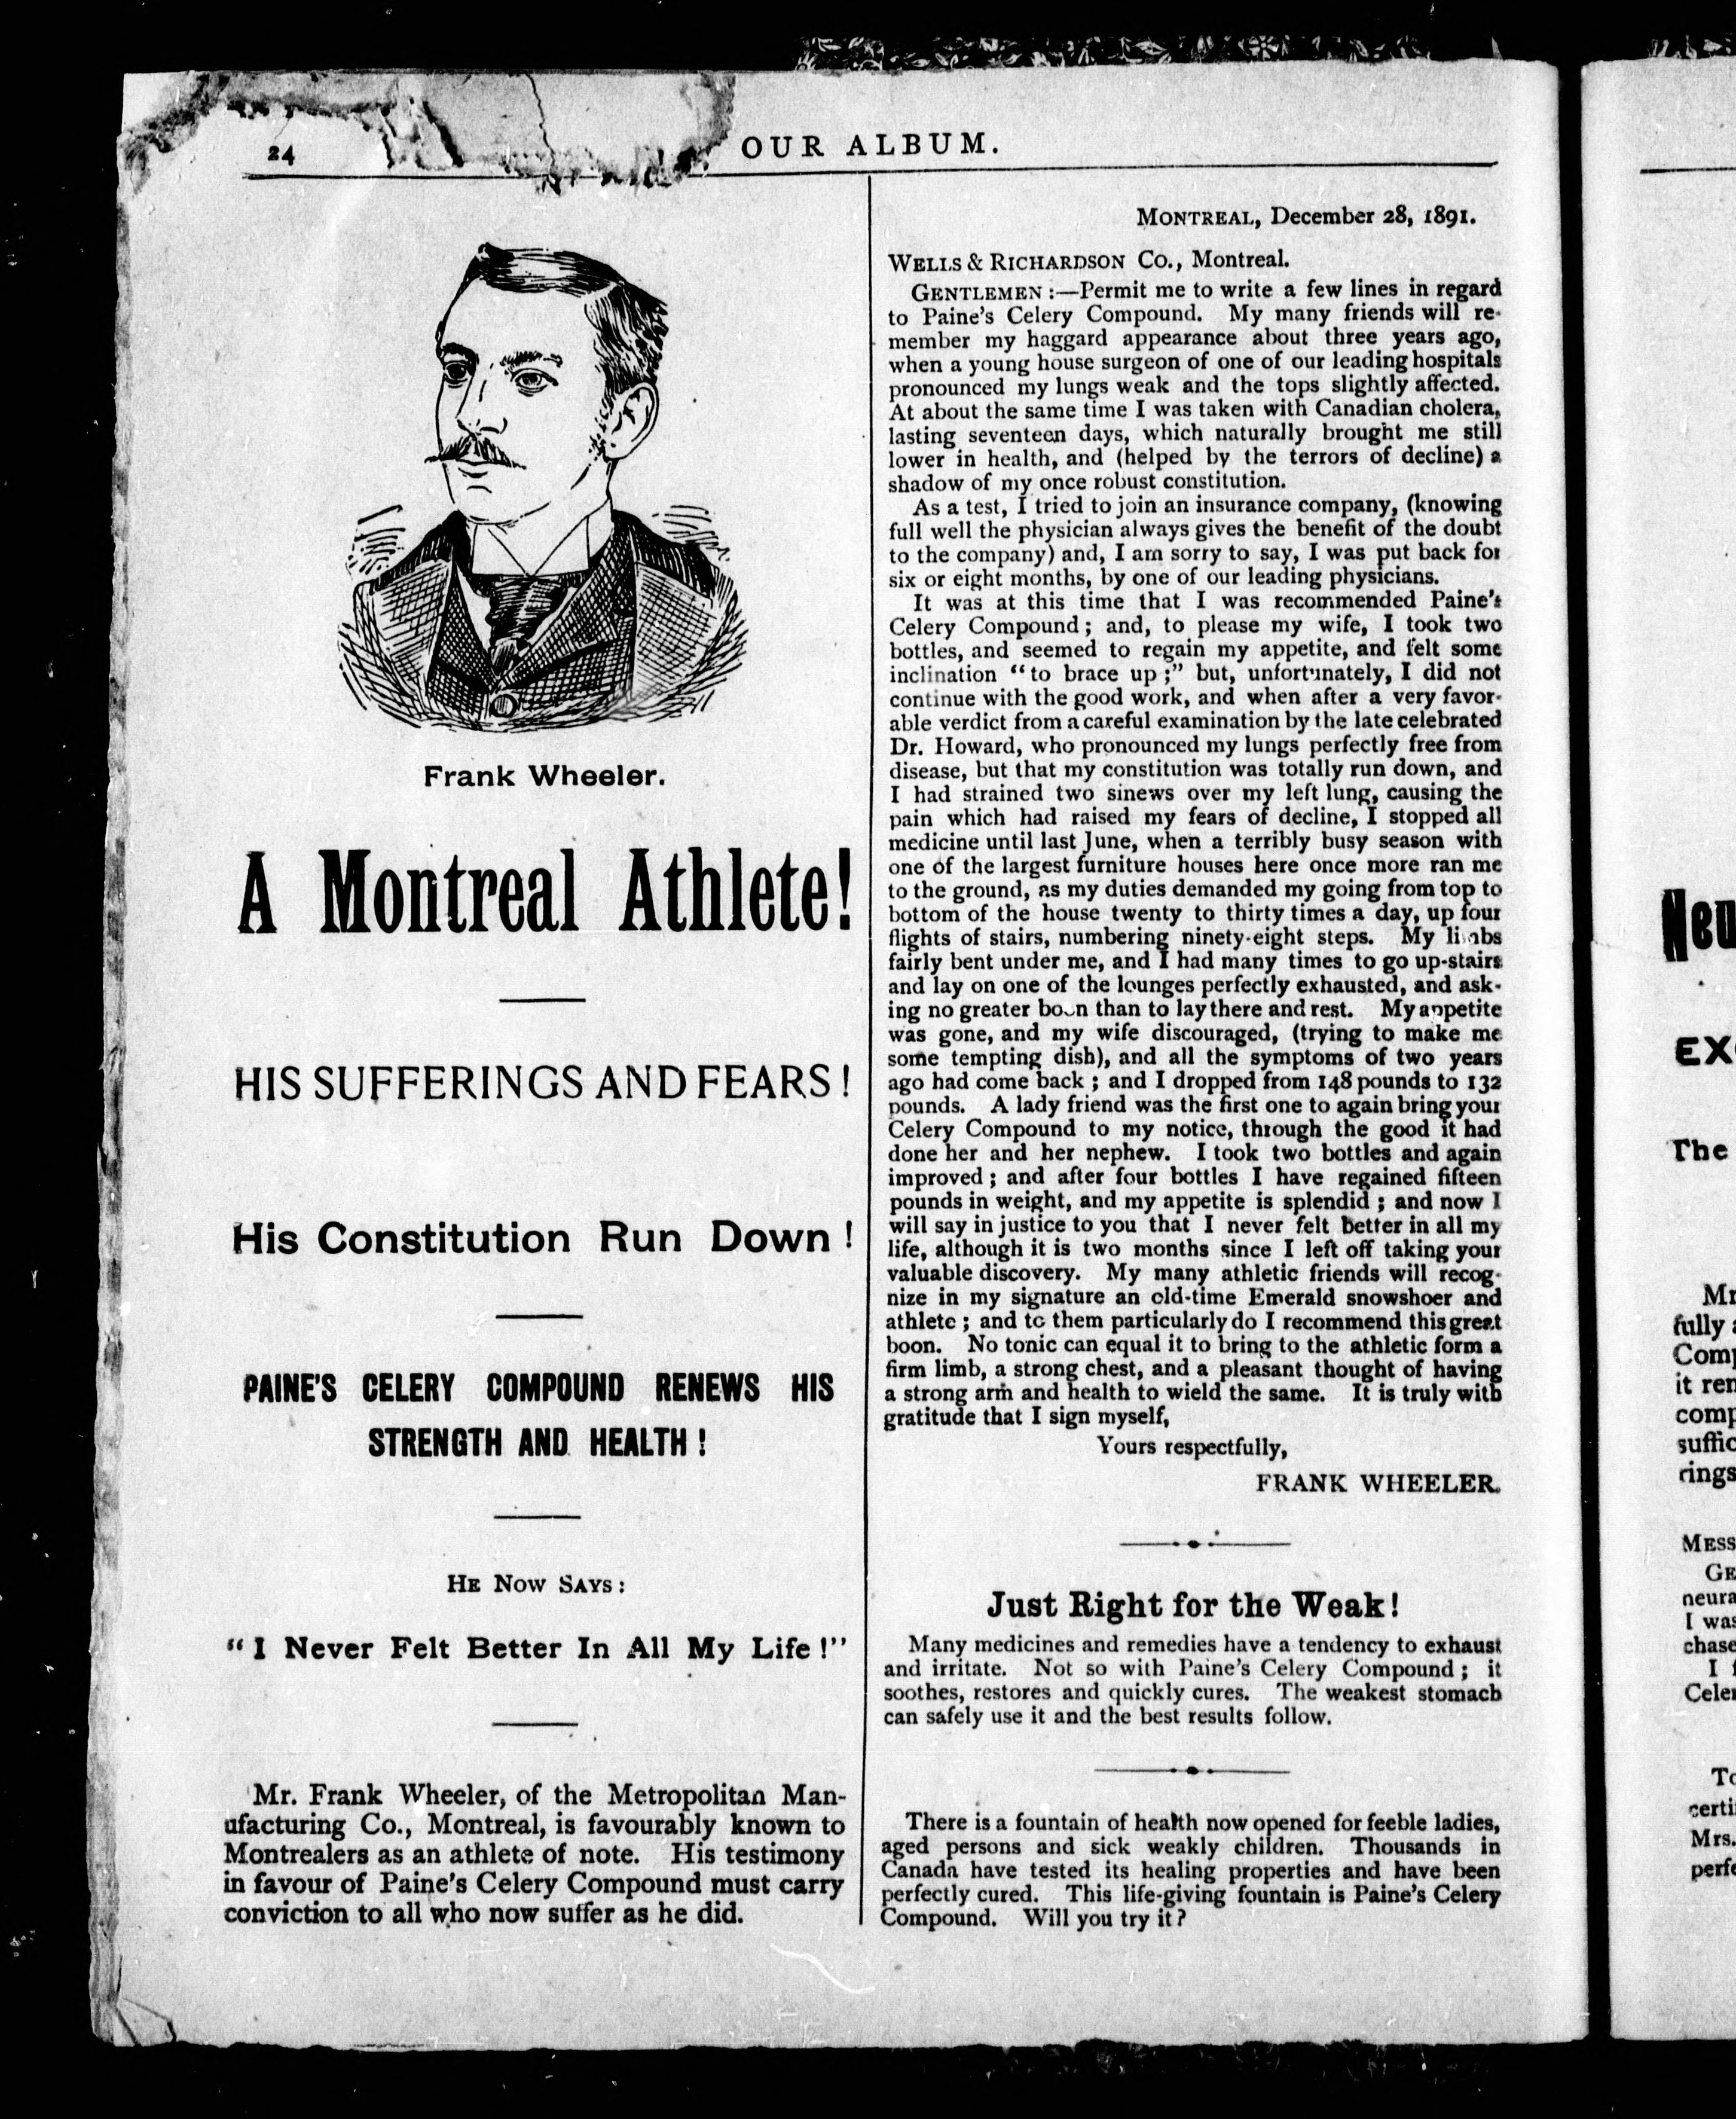 24
OUR ALBUM.
Frank Wheeler.
A Montreal Athlete!
HIS SUFFERINGS AND FEARS!
His Constitution Run Down!
PAINE'S CELERY COMPOUND RENEWS HIS
STRENGTH AND HEALTH!
HE NOW SAYS:
"I Never Felt Better In All My Life!"
Mr. Frank Wheeler, of the Metropolitan Man-
ufacturing Co., Montreal, is favourably known to
Montrealers as an athlete of note. His testimony
in favour of Paine's Celery Compound must carry
conviction to all who now suffer as he did.
MONTREAL, December 28, 1891.
WELLS & RICHARDSON Co., Montreal.
GENTLEMEN:—Permit me to write a few lines in regard
to Paine's Celery Compound. My many friends will re-
member my haggard appearance about three years ago,
when a young house surgeon of one of our leading hospitals
pronounced my lungs weak and the tops slightly affected.
At about the same time I was taken with Canadian cholera,
lasting seventeen days, which naturally brought me still
lower in health, and (helped by the terrors of decline) a
shadow of my once robust constitution.
As a test, I tried to join an insurance company, (knowing
full well the physician always gives the benefit of the doubt
to the company) and, I am sorry to say, I was put back for
six or eight months, by one of our leading physicians.
It was at this time that I was recommended Paine's
Celery Compound; and, to please my wife, I took two
bottles, and seemed to regain my appetite, and felt some
inclination "to brace up;" but, unfortunately, I did not
continue with the good work, and when after a very favor-
able verdict from a careful examination by the late celebrated
Dr. Howard, who pronounced my lungs perfectly free from
disease, but that my constitution was totally run down, and
I had strained two sinews over my left lung, causing the
pain which had raised my fears of decline, I stopped all
medicine until last June, when a terribly busy season with
one of the largest furniture houses here once more ran me
to the ground, as my duties demanded my going from top to
bottom of the house twenty to thirty times a day, up four
flights of stairs, numbering ninety-eight steps. My limbs
fairly bent under me, and I had many times to go up-stairs
and lay on one of the lounges perfectly exhausted, and ask-
ing no greater boon than to lay there and rest. My appetite
was gone, and my wife discouraged, (trying to make me
some tempting dish), and all the symptoms of two years
ago had come back; and I dropped from 148 pounds to 132
pounds. A lady friend was the first one to again bring your
Celery Compound to my notice, through the good it had
done her and her nephew. I took two bottles and again
improved; and after four bottles I have regained fifteen
pounds in weight, and my appetite is splendid; and now I
will say in justice to you that I never felt better in all my
life, although it is two months since I left off taking your
valuable discovery. My many athletic friends will recog-
nize in my signature an old-time Emerald snowshoer and
athlete; and to them particularly do I recommend this great
boon. No tonic can equal it to bring to the athletic form a
firm limb, a strong chest, and a pleasant thought of having
a strong arm and health to wield the same. It is truly with
gratitude that I sign myself,
Yours respectfully,
FRANK WHEELER.
Just Right for the Weak!
Many medicines and remedies have a tendency to exhaust
and irritate. Not so with Paine's Celery Compound; it
soothes, restores and quickly cures. The weakest stomach
can safely use it and the best results follow.
There is a fountain of health now opened for feeble ladies,
aged persons and sick weakly children. Thousands in
Canada have tested its healing properties and have been
perfectly cured. This life-giving fountain is Paine's Celery
Compound. Will you try it?
The
fully
it
I was
I
Mrs.